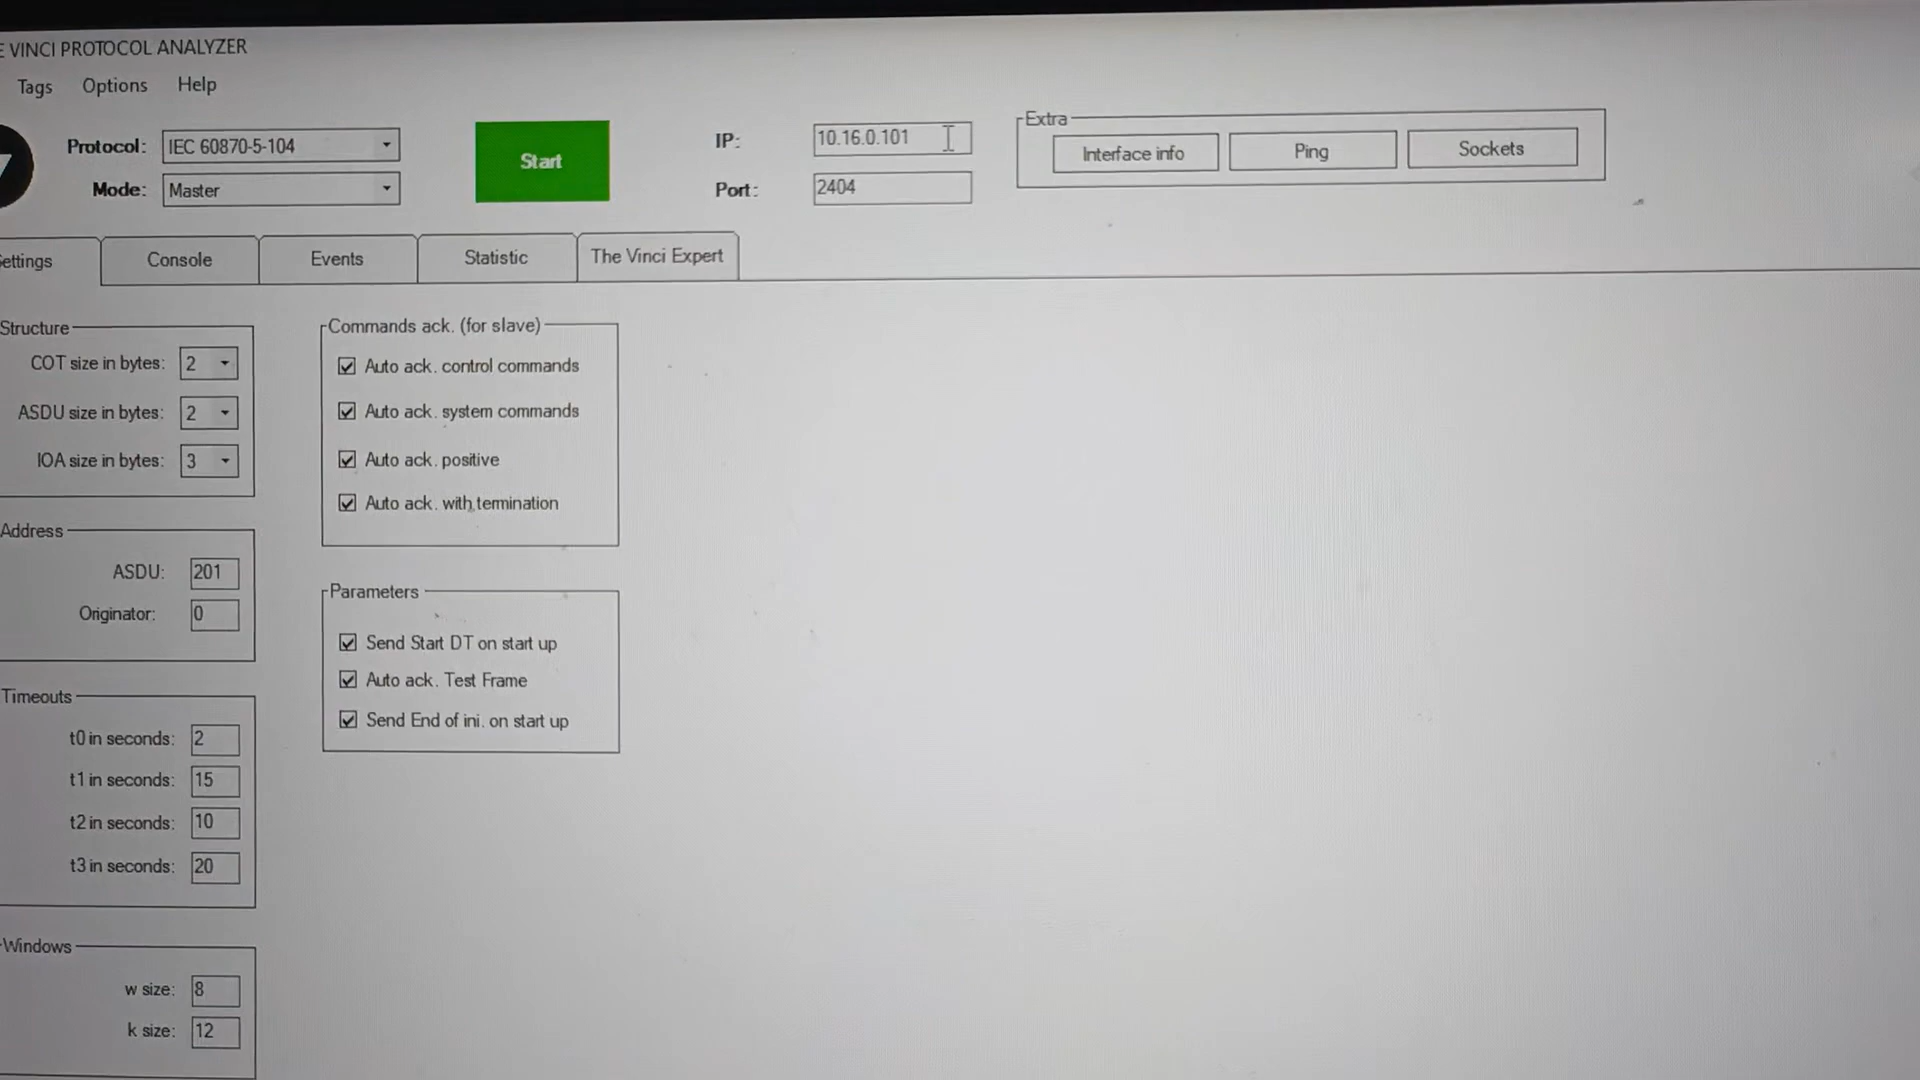 E VINCI PROTOCOL ANALYZER
Tags Options Help
Protocol: IEC 60870-5-104
Mode: Master
Start
IP: 10.16.0.101
Port: 2404
Extra
Interface info Ping Sockets
ettings Console Events Statistic The Vinci Expert
Structure
COT size in bytes: 2
ASDU size in bytes: 2
IOA size in bytes: 3
Address
ASDU: 201
Originator: 0
Timeouts
t0 in seconds: 2
t1 in seconds: 15
t2 in seconds: 10
t3 in seconds: 20
Windows
w size: 8
k size: 12
Commands ack. (for slave)
Auto ack. control commands
Auto ack. system commands
Auto ack. positive
Auto ack. with termination
Parameters
Send Start DT on start up
Auto ack. Test Frame
Send End of ini. on start up